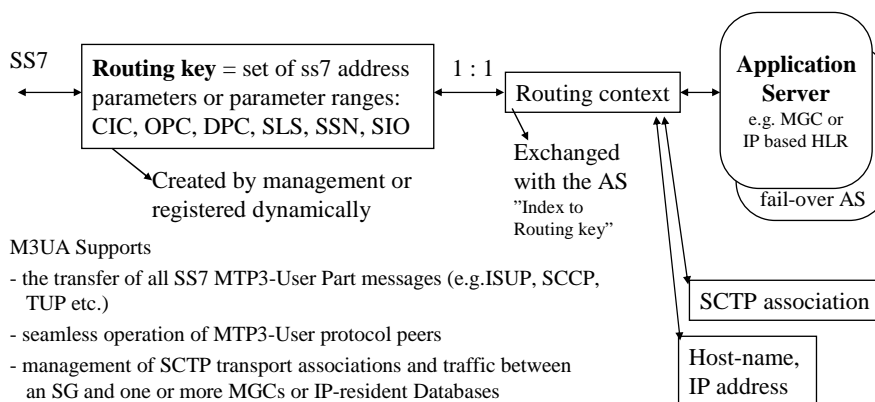 SS7
Routing key = set of ss7 address
parameters or parameter ranges:
CIC, OPC, DPC, SLS, SSN, SIO
1 : 1
Routing context
Application
Server
e.g. MGC or
IP based HLR
fail-over AS
Created by management or
registered dynamically
Exchanged
with the AS
”Index to
Routing key”
M3UA Supports
- the transfer of all SS7 MTP3-User Part messages (e.g.ISUP, SCCP,
TUP etc.)
- seamless operation of MTP3-User protocol peers
- management of SCTP transport associations and traffic between
an SG and one or more MGCs or IP-resident Databases
SCTP association
Host-name,
IP address